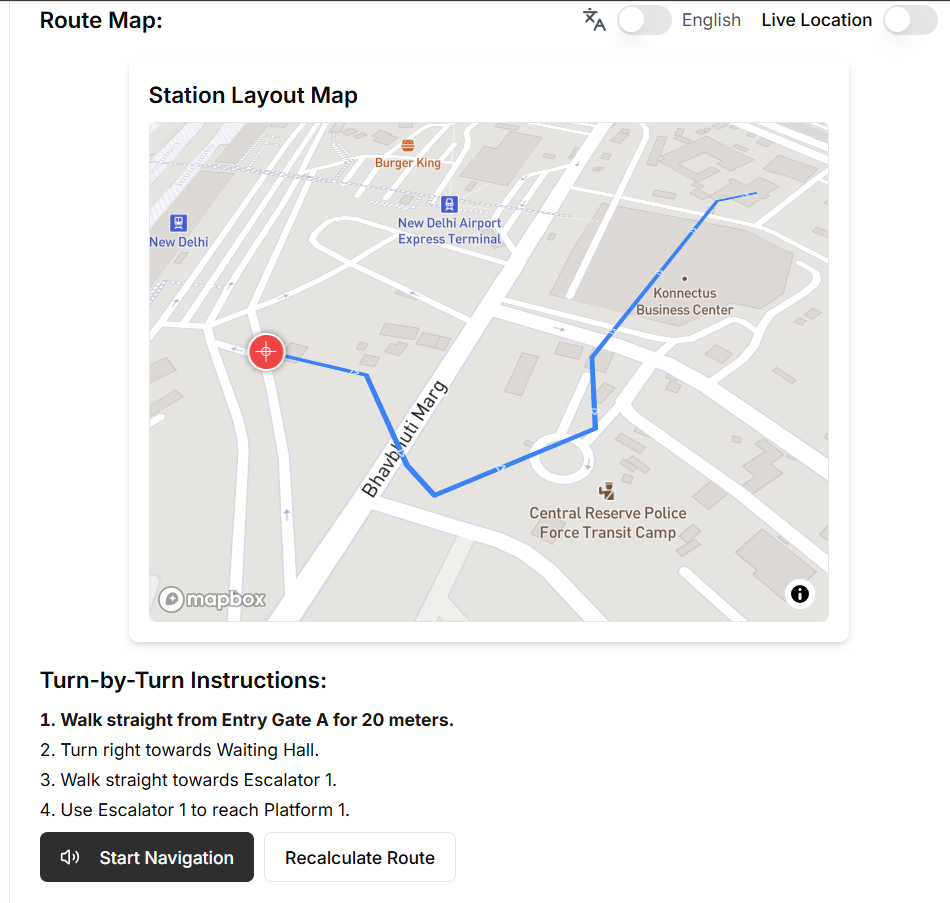 Route Map:
English
Live Location
Station Layout Map
Burger King
New Delhi Airport
Express Terminal
New Delhi
Konnectus
Business Center
Bhavbhuti Marg
Central Reserve Police
Force Transit Camp
mapbox
Turn-by-Turn Instructions:
1. Walk straight from Entry Gate A for 20 meters.
2. Turn right towards Waiting Hall.
3. Walk straight towards Escalator 1.
4. Use Escalator 1 to reach Platform 1.
Start Navigation
Recalculate Route